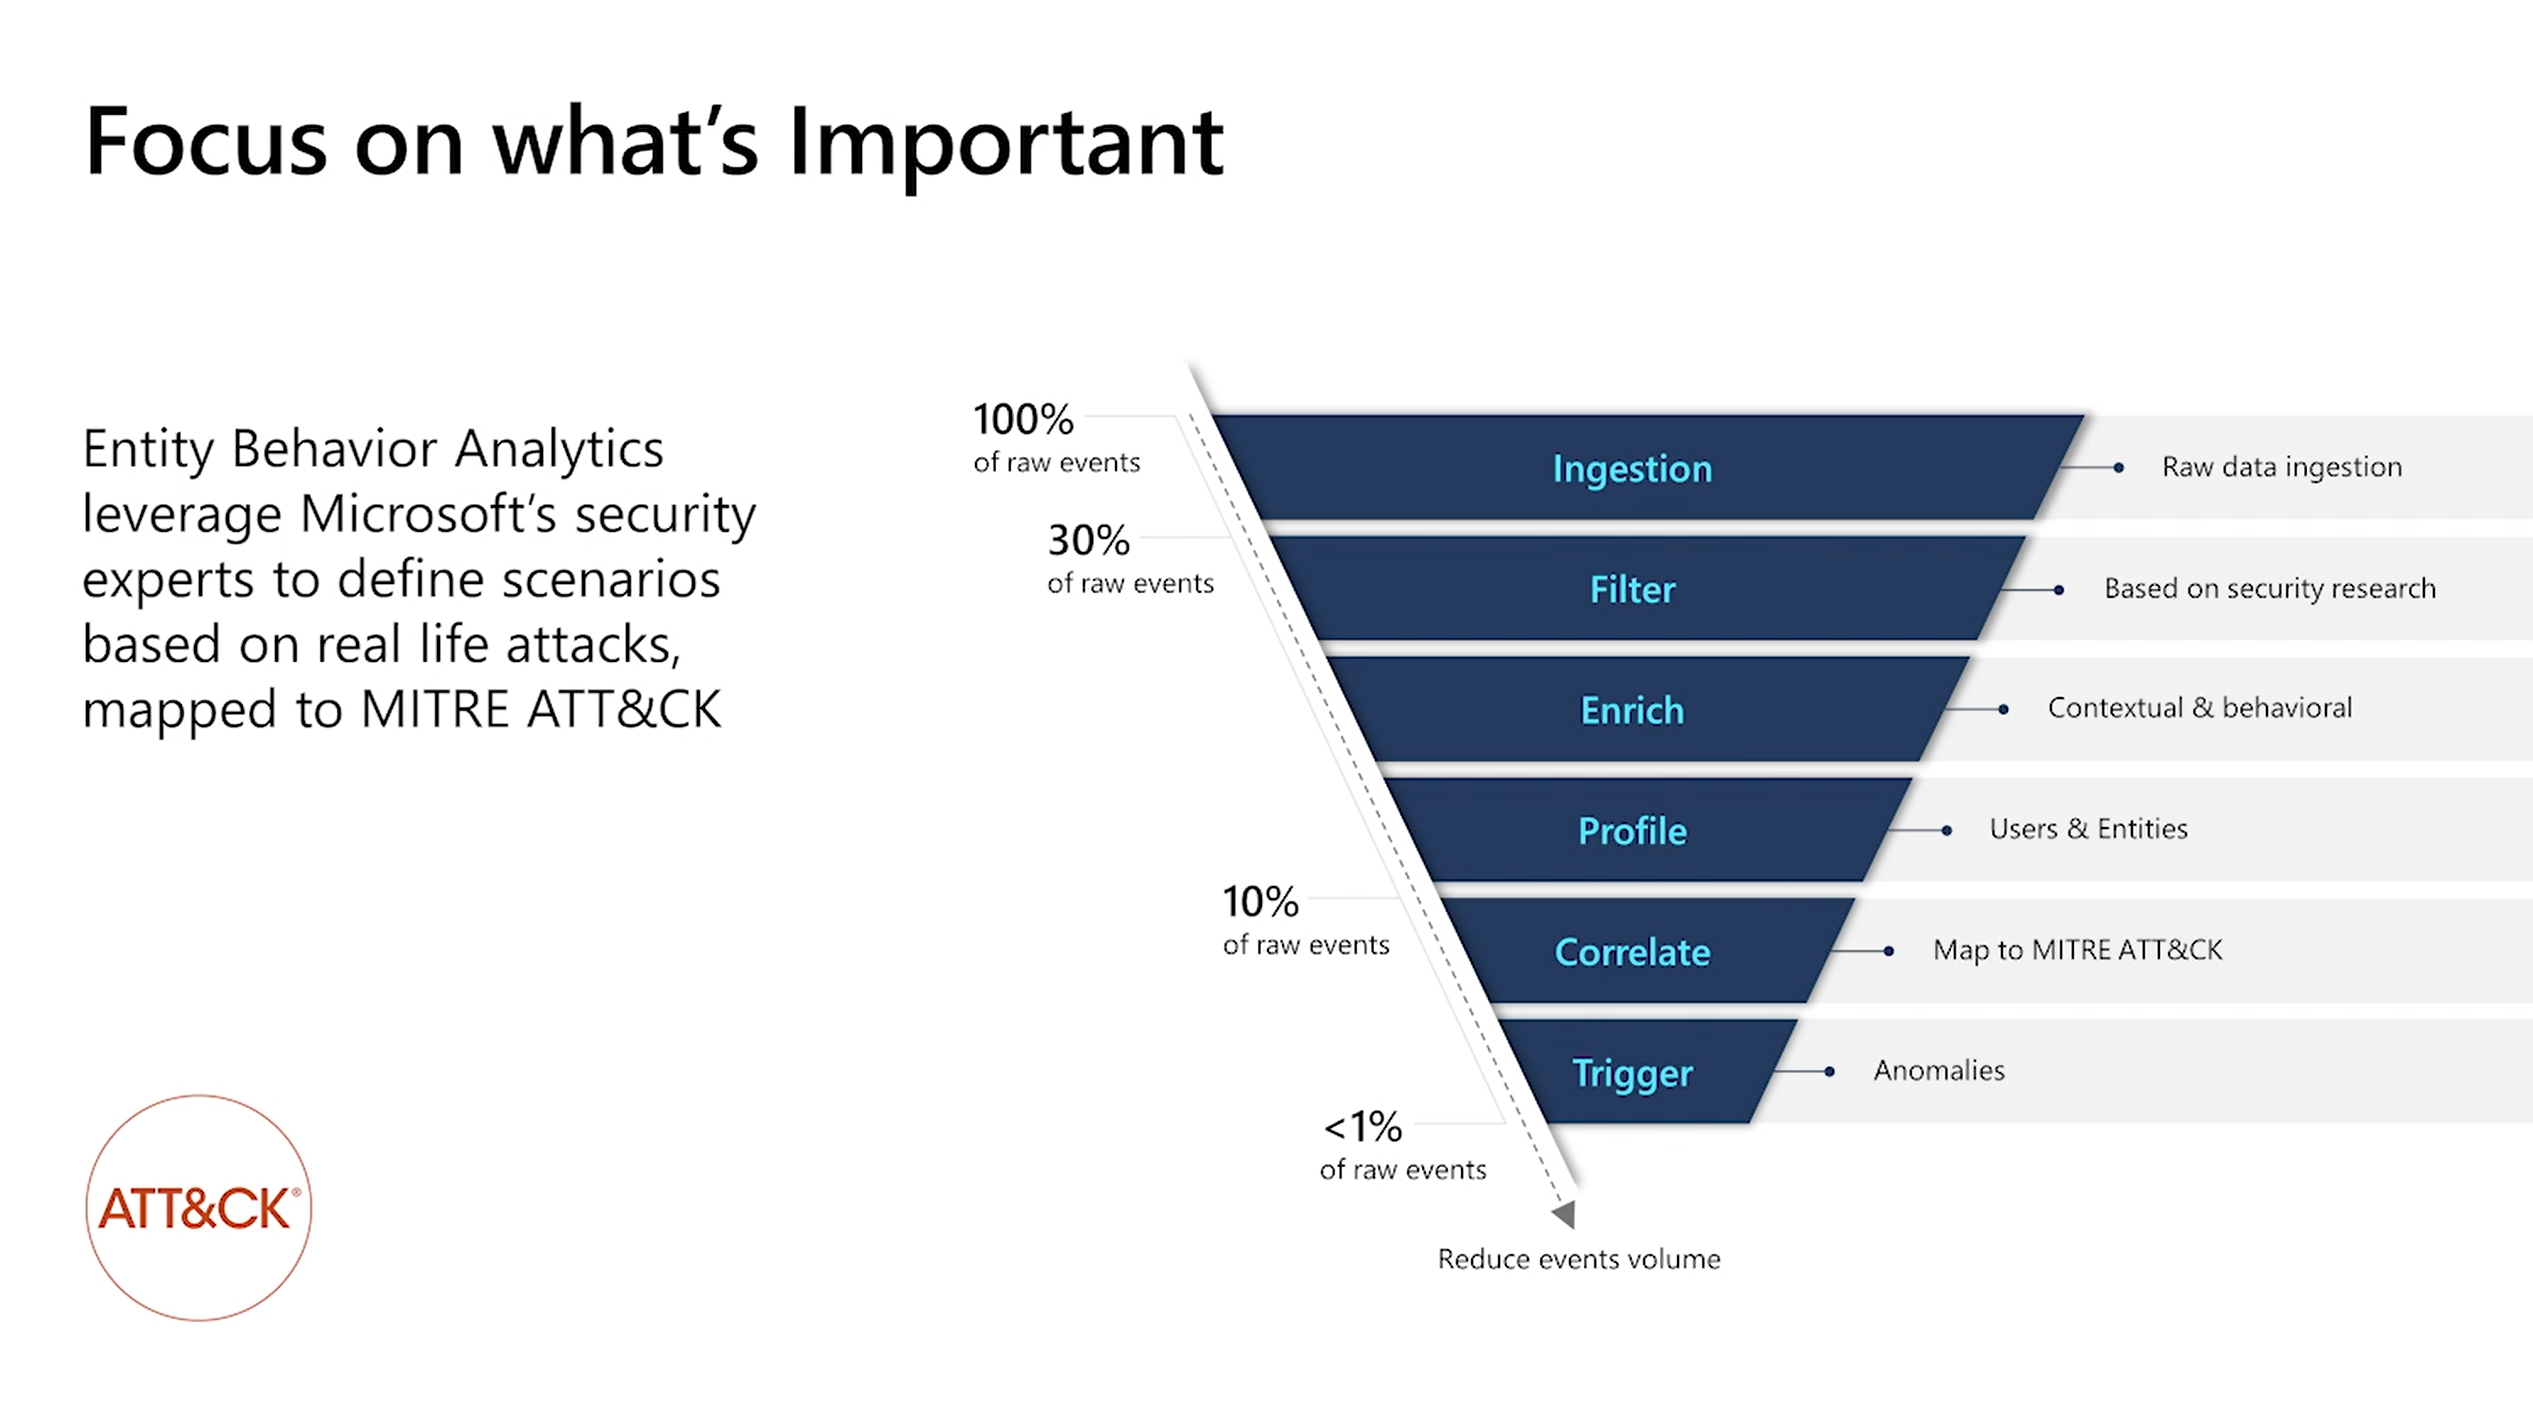 Focus on what’s Important
Entity Behavior Analytics
leverage Microsoft’s security
experts to define scenarios
based on real life attacks,
mapped to MITRE ATT&CK
ATT&CK®
100%
of raw events
30%
of raw events
10%
of raw events
<1%
of raw events
Reduce events volume
Ingestion
Raw data ingestion
Filter
Based on security research
Enrich
Contextual & behavioral
Profile
Users & Entities
Correlate
Map to MITRE ATT&CK
Trigger
Anomalies